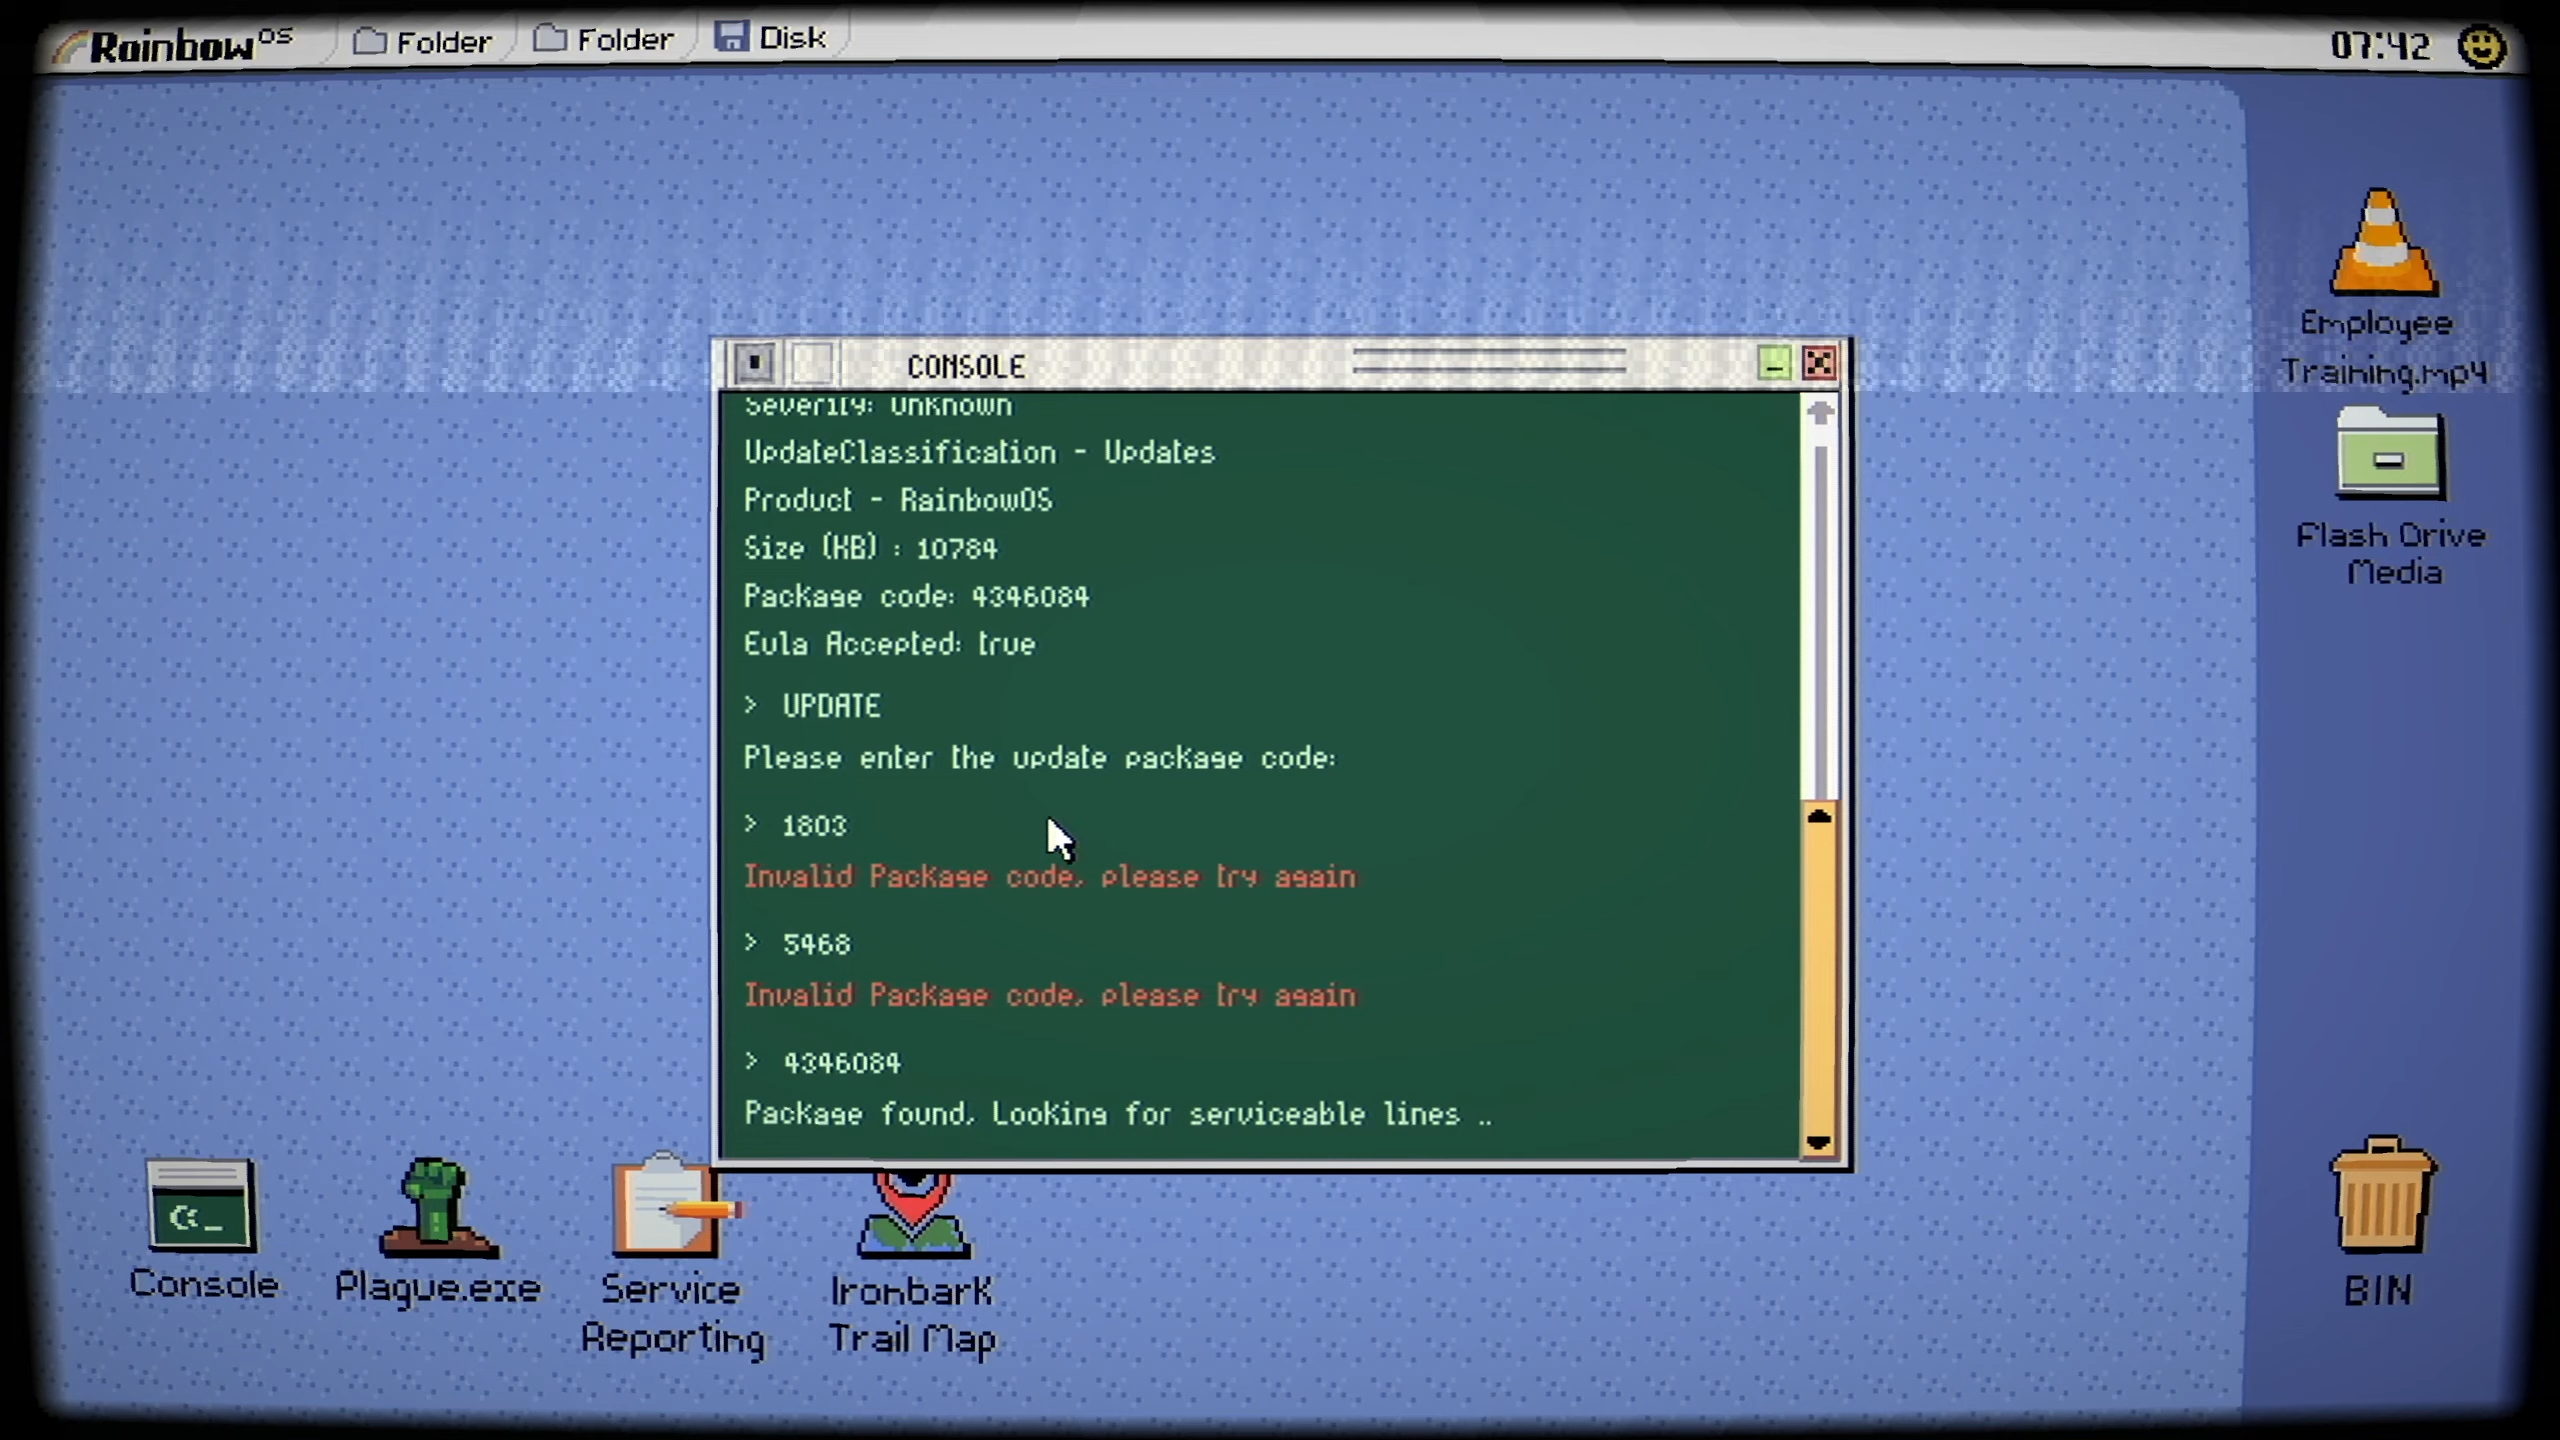 RainbowOS
Folder
Folder
Disk
07:42
Employee
Training.mp4
Flash Drive
Media
CONSOLE
Severity: Unknown
UpdateClassification - Updates
Product - RainbowOS
Size (KB) : 10784
Package code: 4346084
Eula Accepted: true
> UPDATE
Please enter the update package code:
> 1803
Invalid Package code, please try again
> 5468
Invalid Package code, please try again
> 4346084
Package found. Looking for serviceable lines ..
C:_
Console
Plague.exe
Service
Reporting
Ironbark
Trail Map
BIN